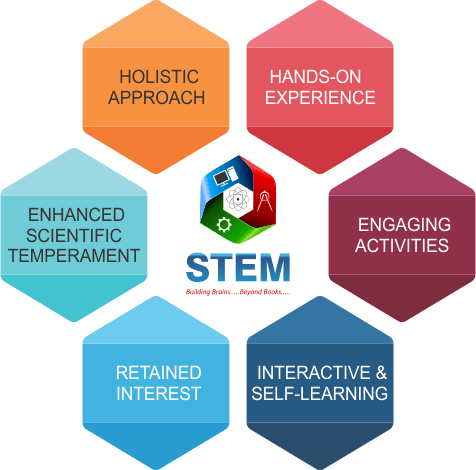 HOLISTIC
APPROACH
HANDS-ON
EXPERIENCE
ENHANCED
SCIENTIFIC
TEMPERAMENT
STEM
Building Brains.....Beyond Books.....
ENGAGING
ACTIVITIES
RETAINED
INTEREST
INTERACTIVE &
SELF-LEARNING